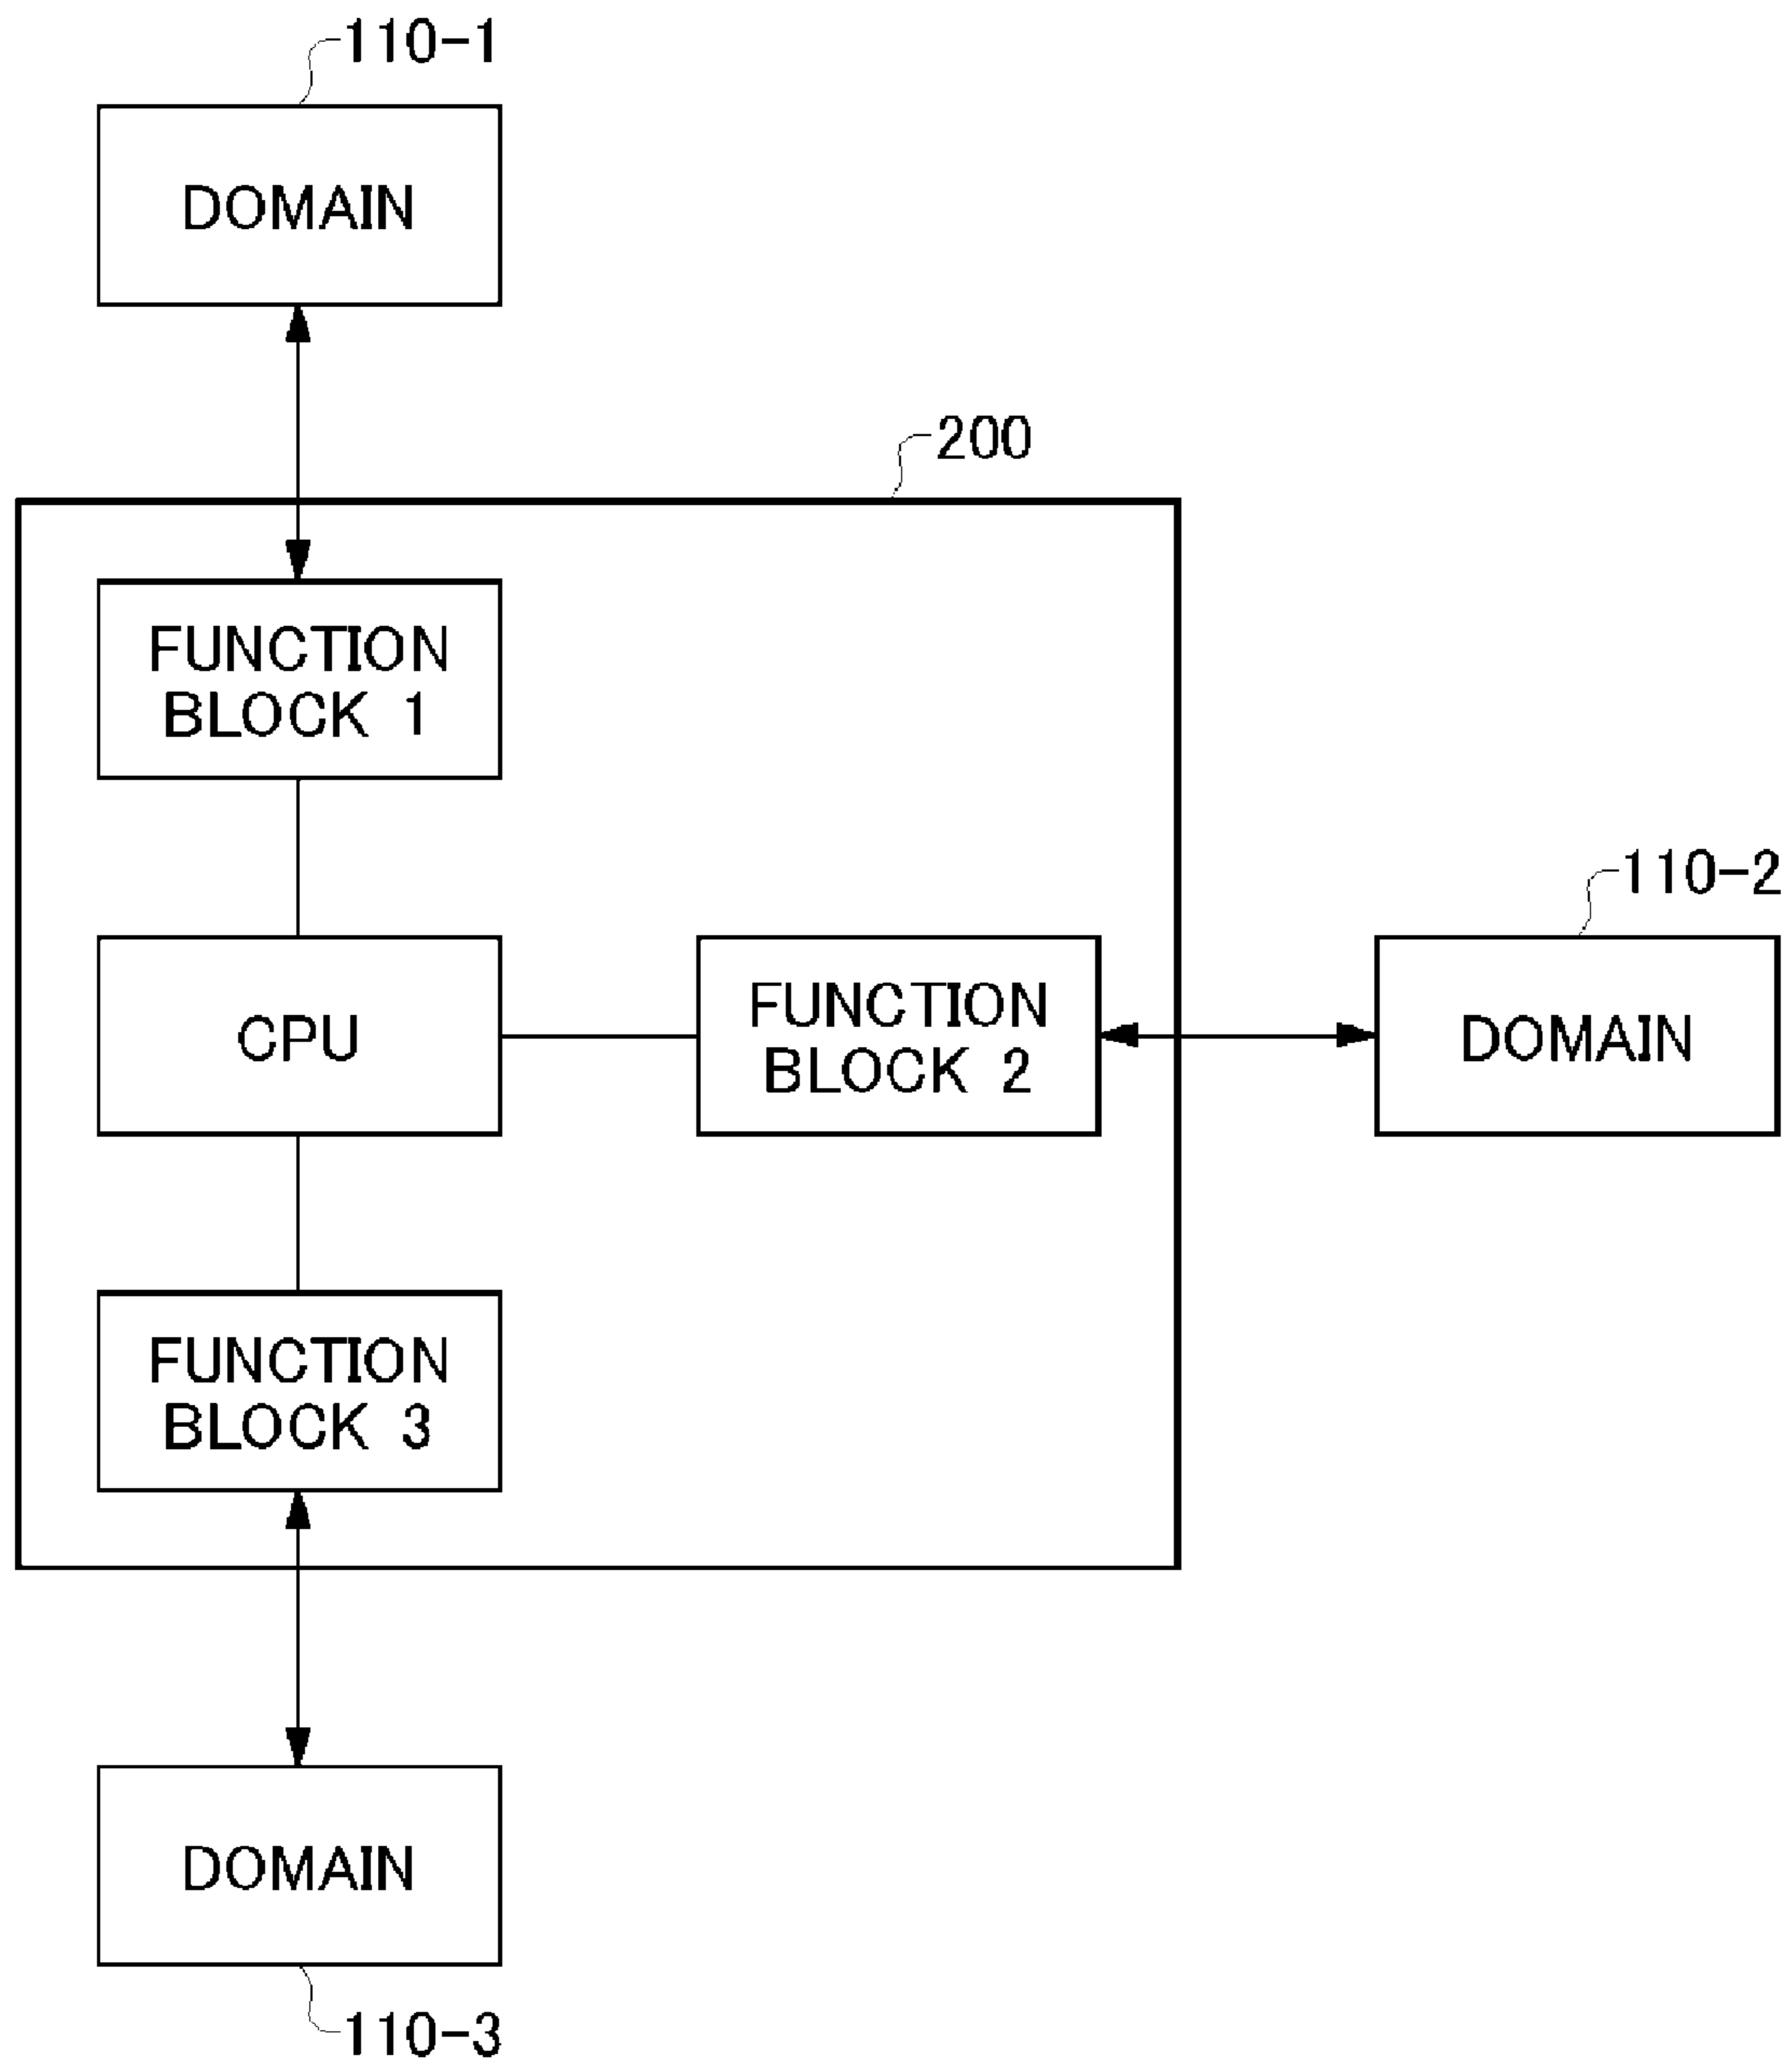 110-1
DOMAIN
200
FUNCTION
BLOCK 1
110-2
CPU
FUNCTION
BLOCK 2
DOMAIN
FUNCTION
BLOCK 3
DOMAIN
110-3